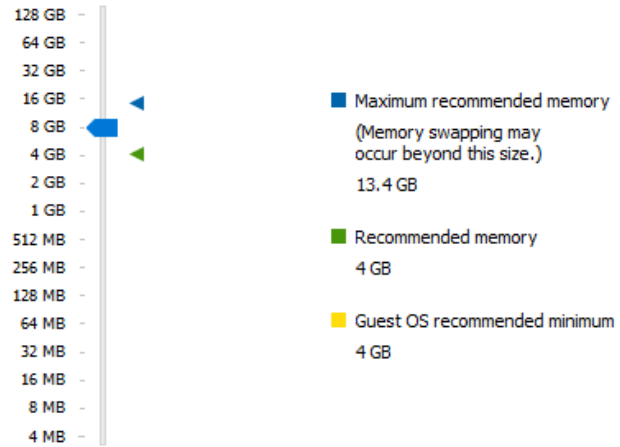 128 GB
64 GB
32 GB
16 GB
8 GB
4 GB
2 GB
1 GB
512 MB
256 MB
128 MB
64 MB
32 MB
16 MB
8 MB
4 MB
Maximum recommended memory
(Memory swapping may
occur beyond this size.)
13.4 GB
Recommended memory
4 GB
Guest OS recommended minimum
4 GB